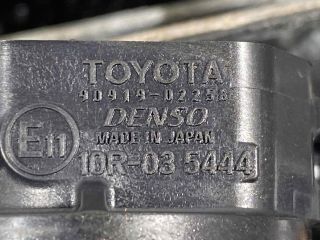 TOYOTA
90919-02258
DENSO
MADE IN JAPAN
E11
10R-03 5444